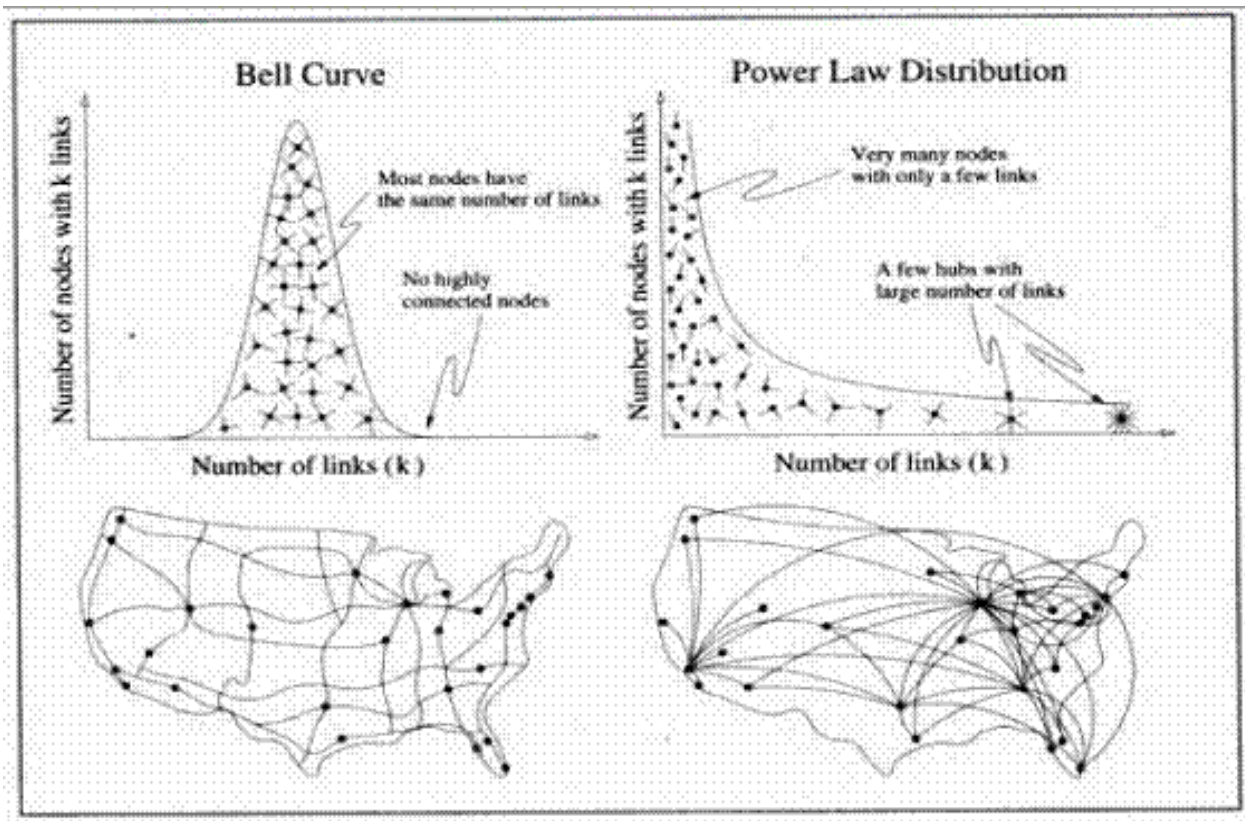 Bell Curve
Number of nodes with k links
Most nodes have
the same number of links
No highly
connected nodes
Number of links (k)
Power Law Distribution
Number of nodes with k links
Very many nodes
with only a few links
A few hubs with
large number of links
Number of links (k)